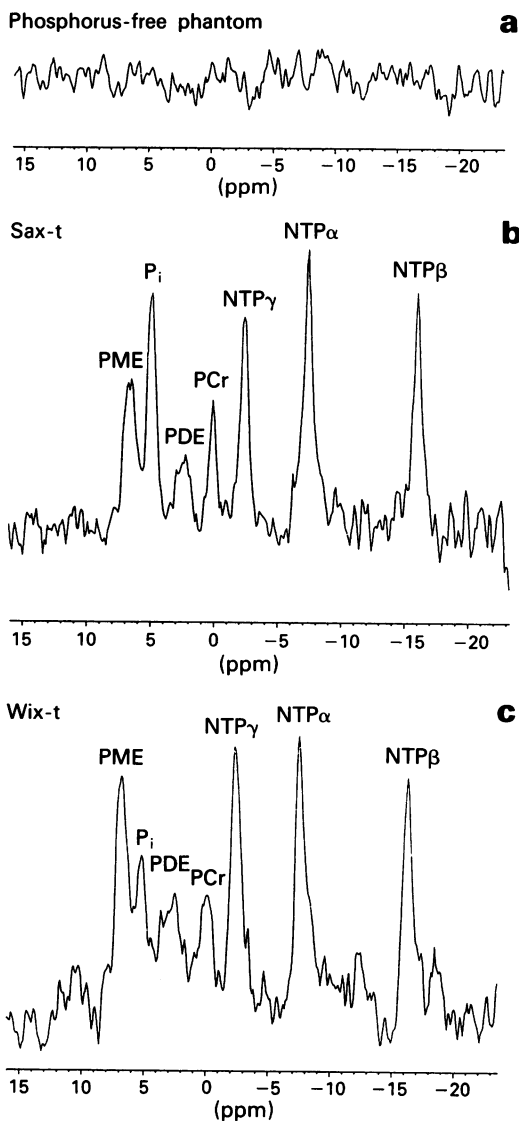 Phosphorus-free phantom a
15 10 5 0 −5 −10 −15 −20
(ppm)
Sax-t b
NTPα
Pi NTPβ
NTPγ
PME
PCr
PDE
15 10 5 0 −5 −10 −15 −20
(ppm)
Wix-t c
NTPγ NTPα
PME NTPβ
Pi
PDE PCr
15 10 5 0 −5 −10 −15 −20
(ppm)